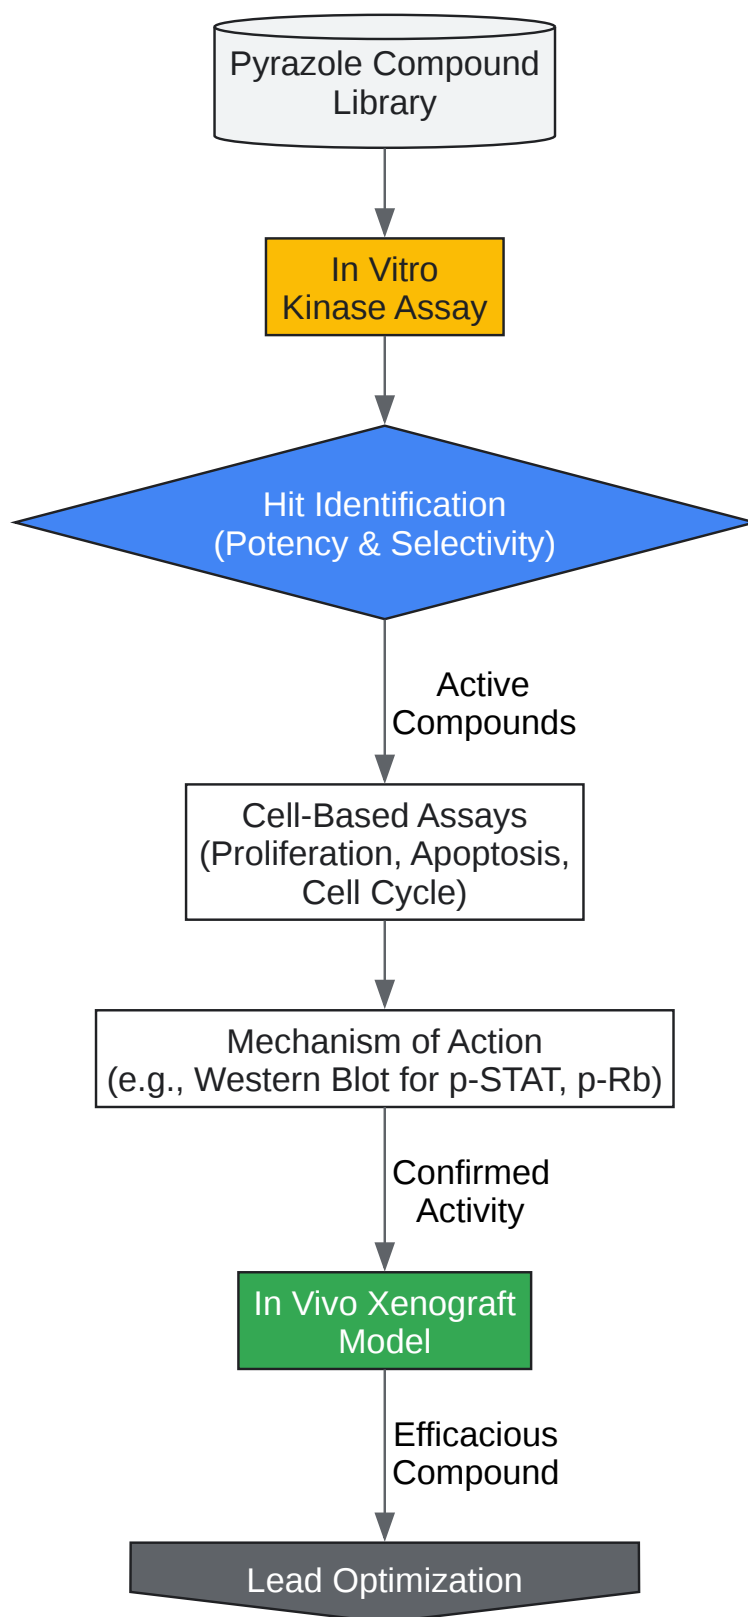 Pyrazole Compound
Library
In Vitro
Kinase Assay
Hit Identification
(Potency & Selectivity)
Active
Compounds
Cell-Based Assays
(Proliferation, Apoptosis,
Cell Cycle)
Mechanism of Action
(e.g., Western Blot for p-STAT, p-Rb)
Confirmed
Activity
In Vivo Xenograft
Model
Efficacious
Compound
Lead Optimization